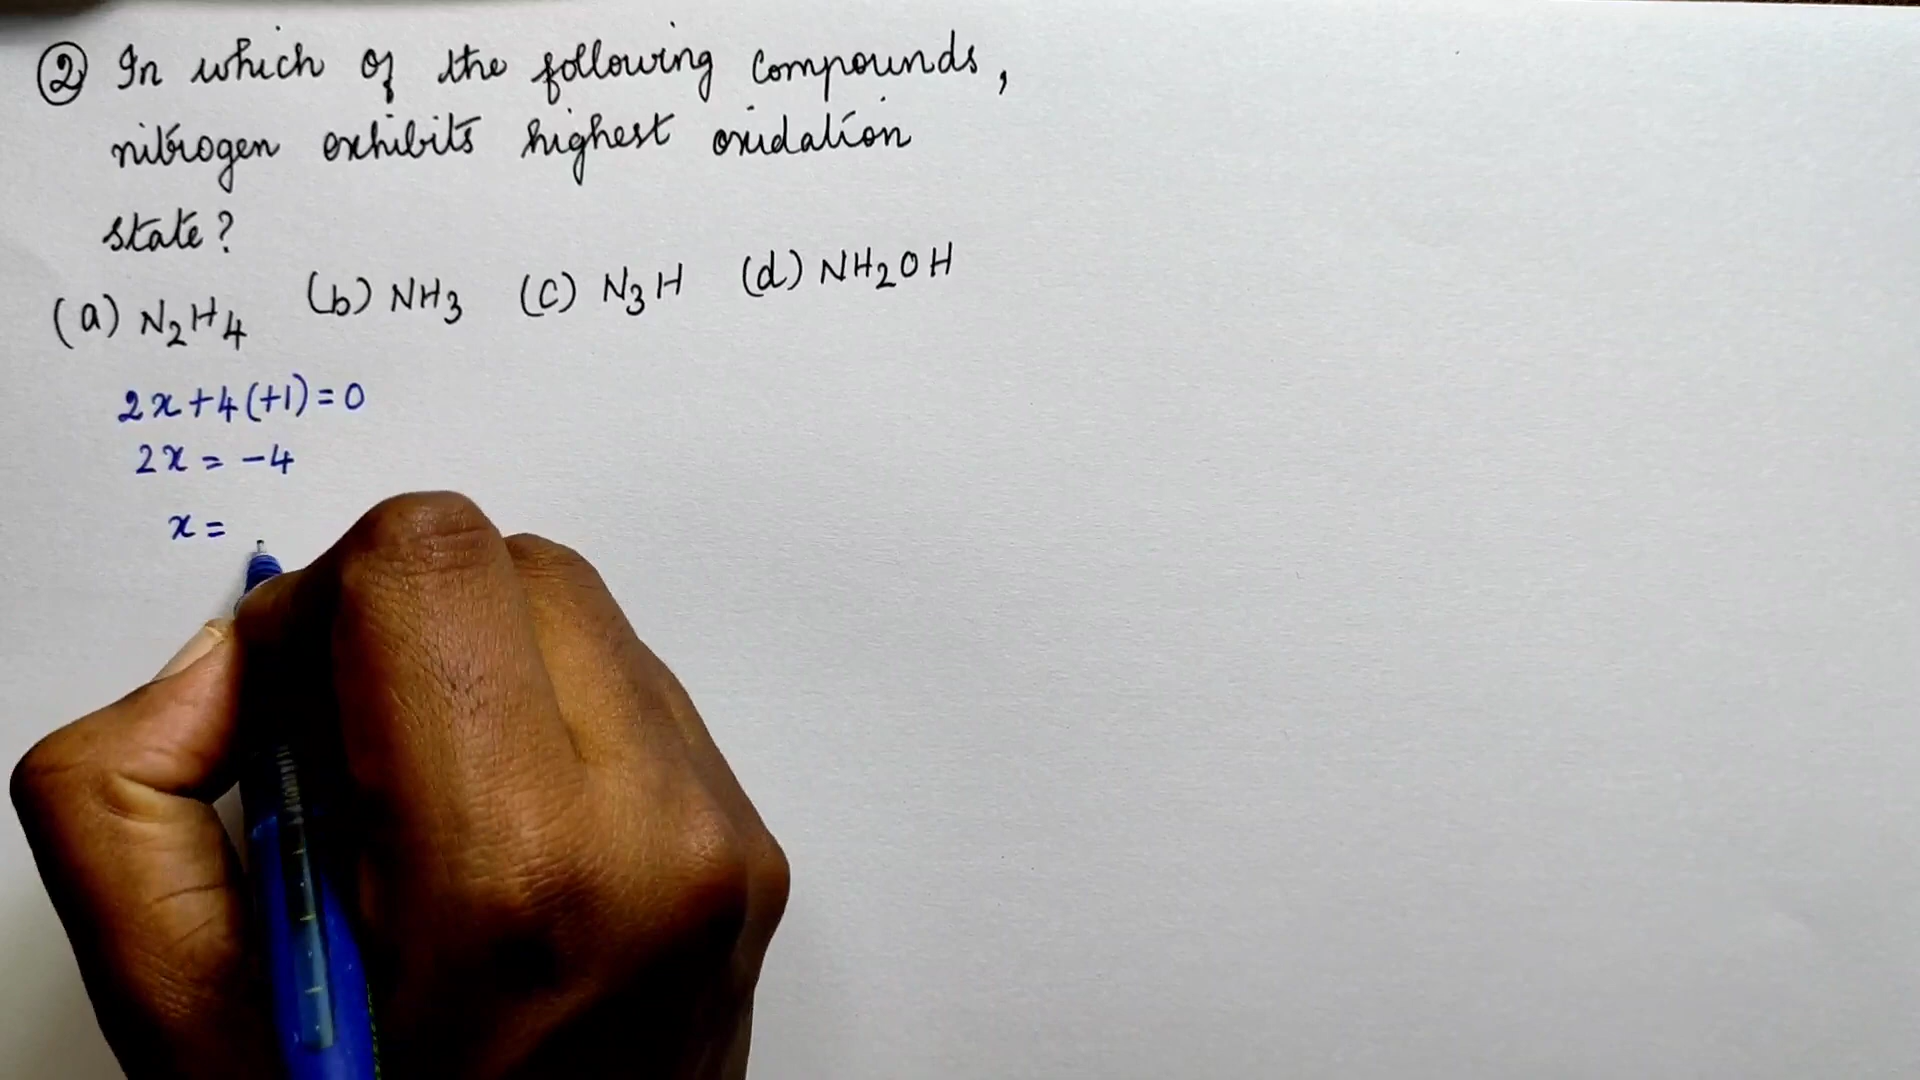 ② In which of the following compounds,
nitrogen exhibits highest oxidation
state?
(a) N₂H₄ (b) NH₃ (C) N₃H (d) NH₂OH
2x+4(+1)=0
2x = -4
x =